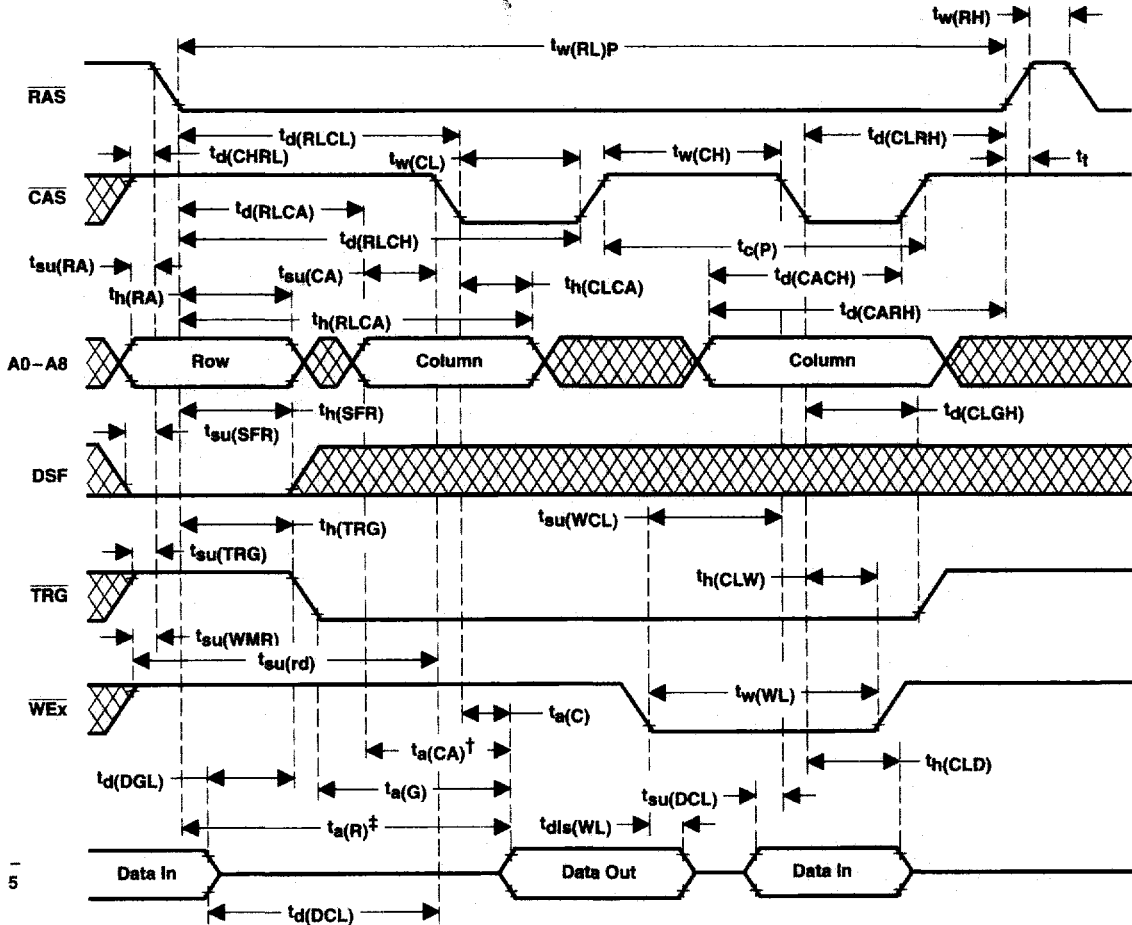 tw(RH)
tw(RL)P
RAS
td(RLCL)
td(CLRH)
td(CHRL)
tw(CL)
tw(CH)
tt
CAS
td(RLCA)
td(RLCH)
tc(P)
tsu(RA)
tsu(CA)
td(CACH)
th(RA)
th(CLCA)
th(RLCA)
td(CARH)
A0–A8
Row
Column
Column
th(SFR)
td(CLGH)
tsu(SFR)
DSF
tsu(WCL)
th(TRG)
tsu(TRG)
th(CLW)
TRG
tsu(WMR)
tsu(rd)
WEx
tw(WL)
ta(C)
ta(CA)†
td(DGL)
th(CLD)
ta(G)
tsu(DCL)
ta(R)‡
tdis(WL)
Data In
Data Out
Data In
5
td(DCL)